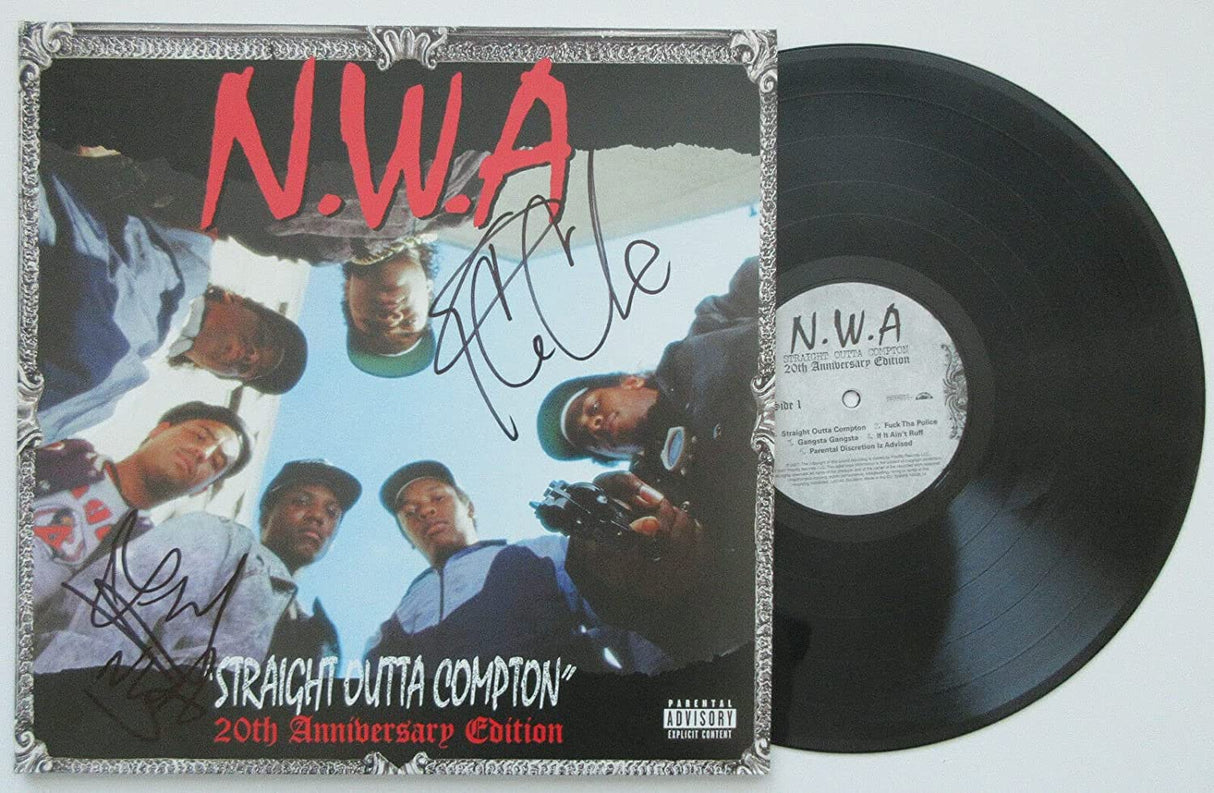 N.W.A
"STRAIGHT OUTTA COMPTON"
20th Anniversary Edition
PARENTAL
ADVISORY
EXPLICIT CONTENT
N.W.A
STRAIGHT OUTTA COMPTON
20th Anniversary Edition
Side 1
Straight Outta Compton Fuck Tha Police
Gangsta Gangsta If It Ain't Ruff
Parental Discretion Iz Advised